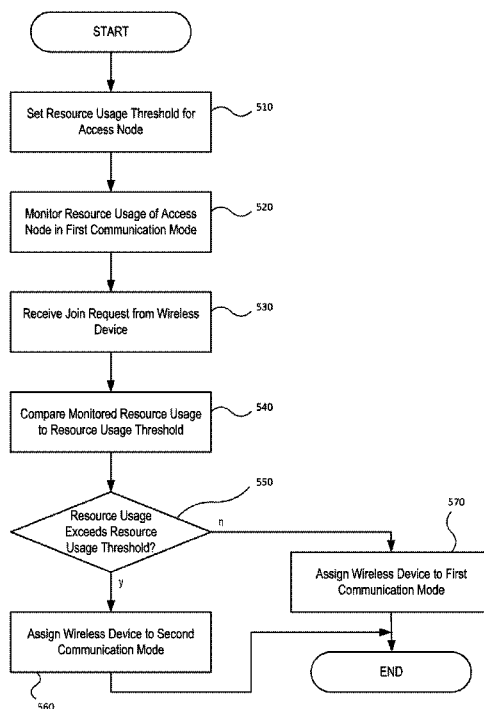 START
Set Resource Usage Threshold for
Access Node
510
Monitor Resource Usage of Access
Node in First Communication Mode
520
Receive Join Request from Wireless
Device
530
Compare Monitored Resource Usage
to Resource Usage Threshold
540
Resource Usage
Exceeds Resource
Usage Threshold?
550
n
y
570
Assign Wireless Device to First
Communication Mode
Assign Wireless Device to Second
Communication Mode
560
END